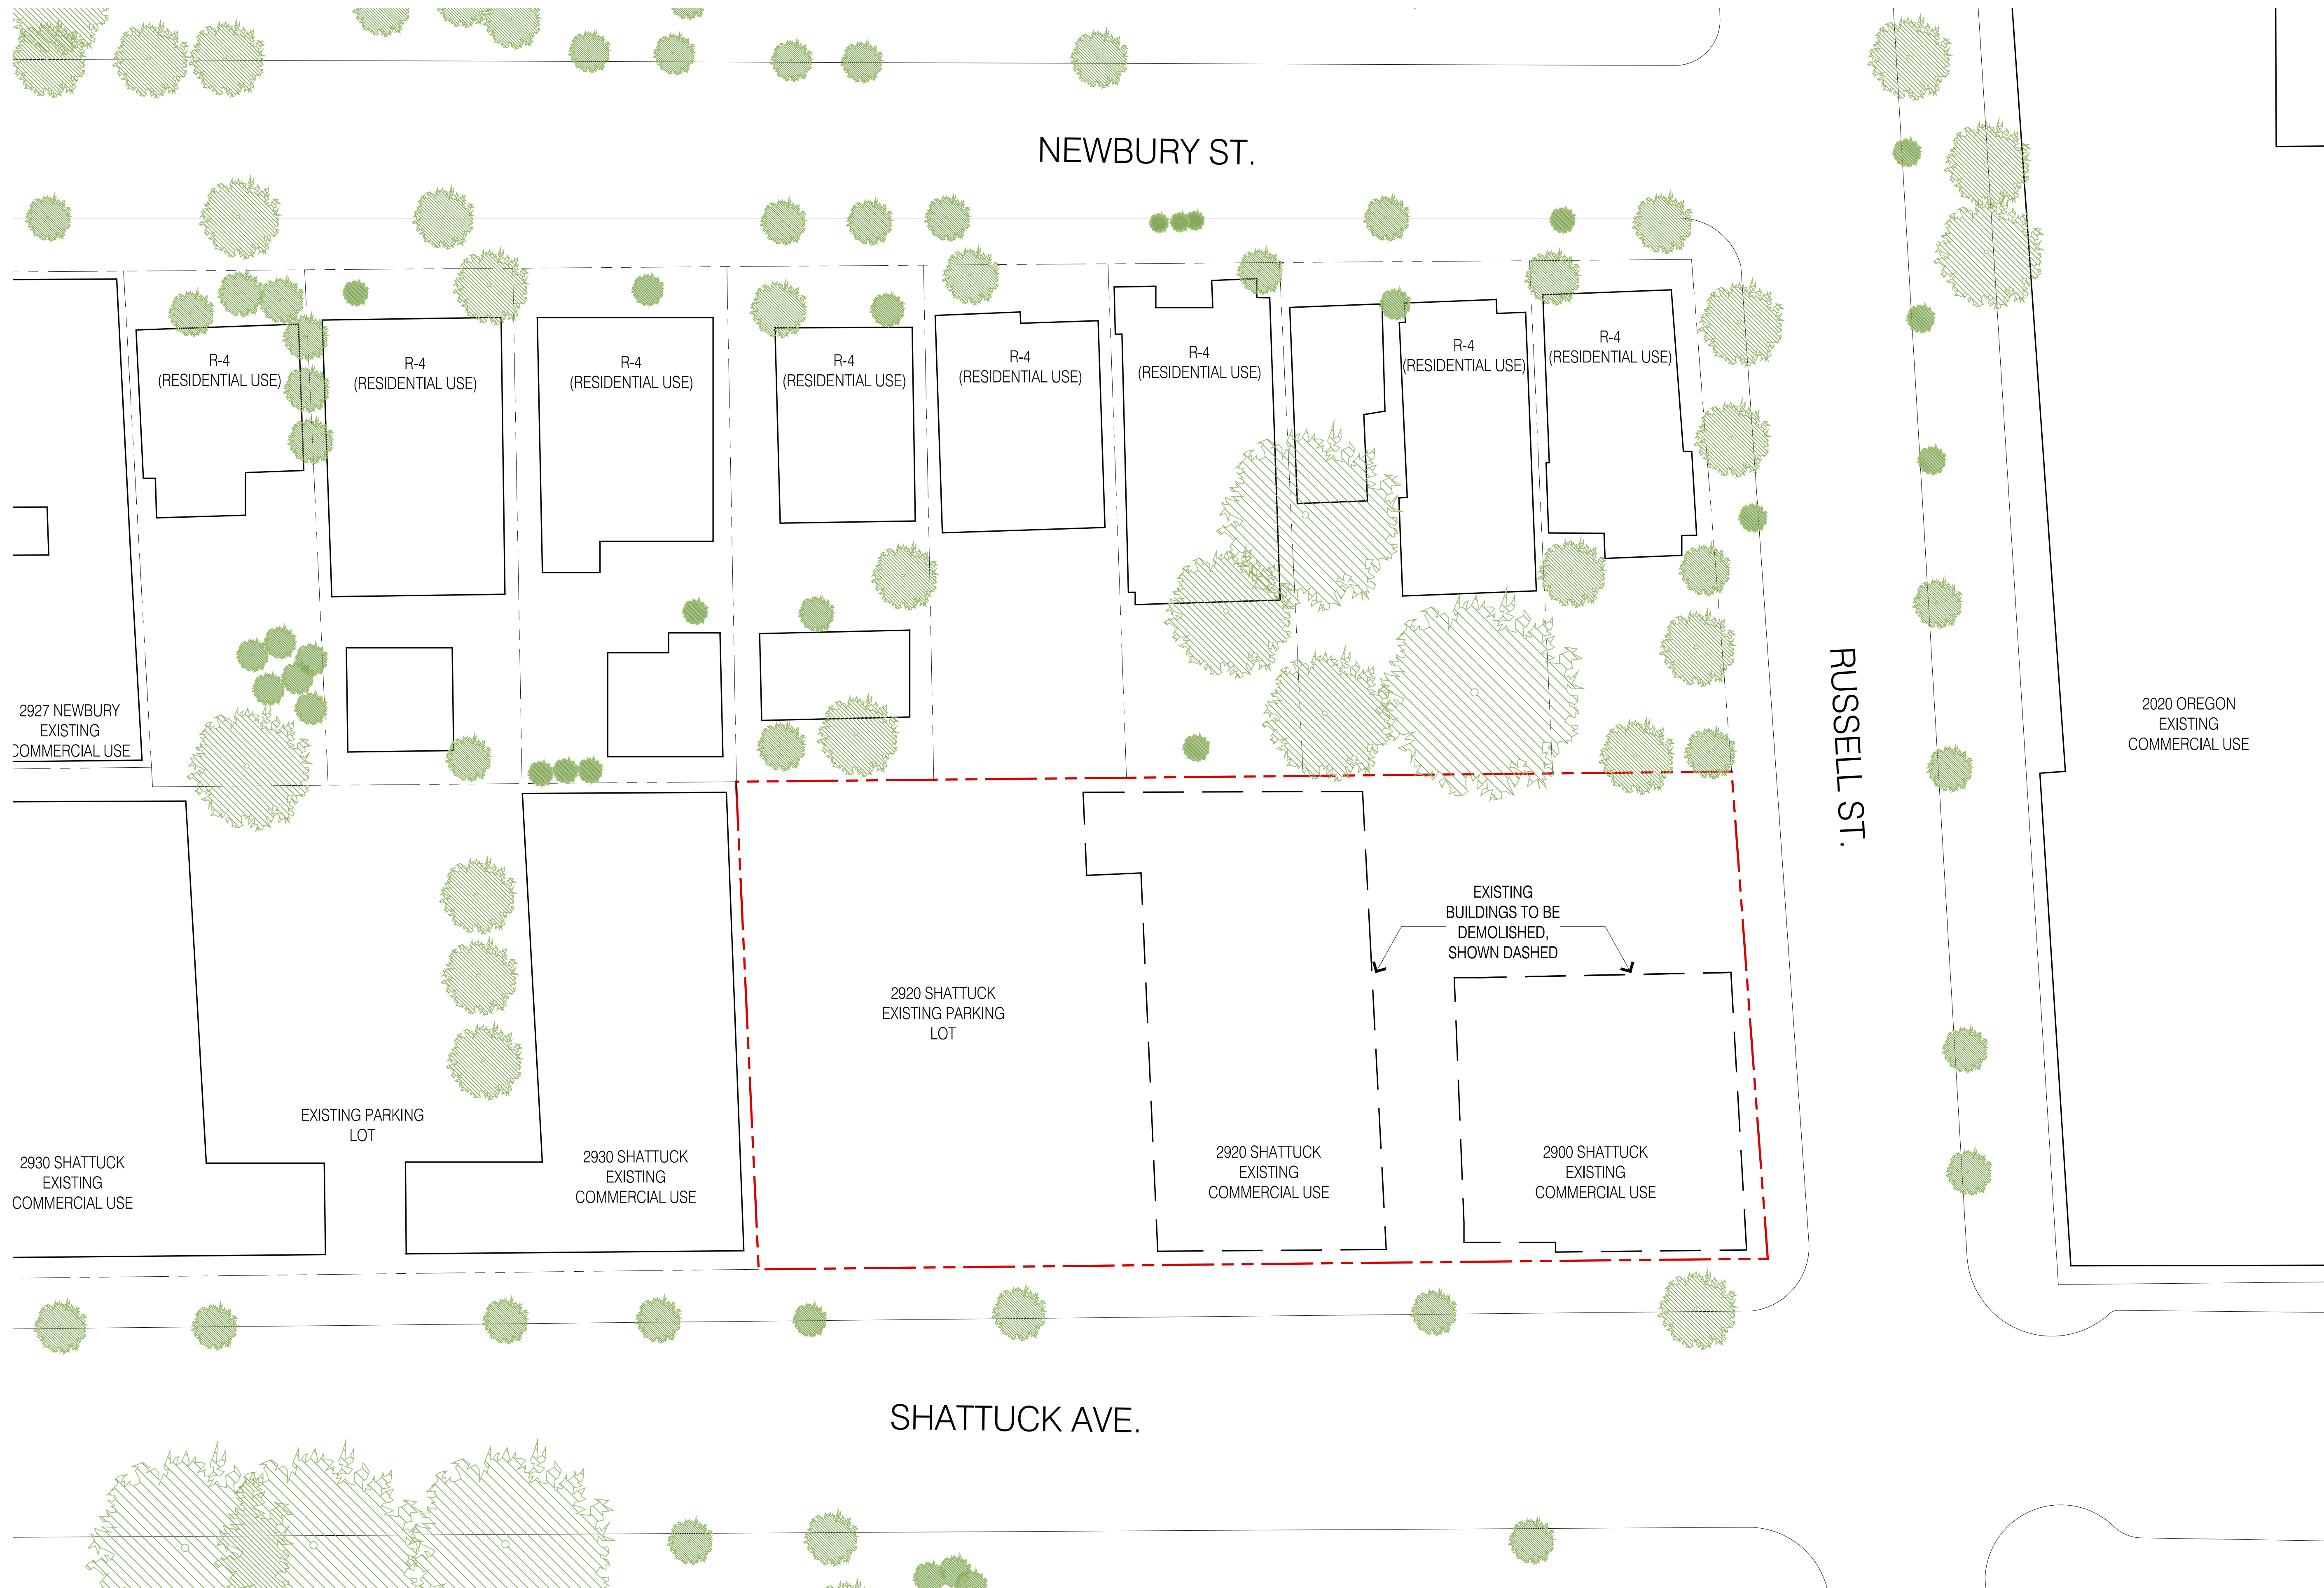 NEWBURY ST.
R-4
(RESIDENTIAL USE)
R-4
(RESIDENTIAL USE)
R-4
(RESIDENTIAL USE)
R-4
(RESIDENTIAL USE)
R-4
(RESIDENTIAL USE)
R-4
(RESIDENTIAL USE)
R-4
(RESIDENTIAL USE)
R-4
(RESIDENTIAL USE)
2927 NEWBURY
EXISTING
COMMERCIAL USE
RUSSELL ST.
2020 OREGON
EXISTING
COMMERCIAL USE
EXISTING
BUILDINGS TO BE
DEMOLISHED,
SHOWN DASHED
2920 SHATTUCK
EXISTING PARKING
LOT
EXISTING PARKING
LOT
2930 SHATTUCK
EXISTING
COMMERCIAL USE
2930 SHATTUCK
EXISTING
COMMERCIAL USE
2920 SHATTUCK
EXISTING
COMMERCIAL USE
2900 SHATTUCK
EXISTING
COMMERCIAL USE
SHATTUCK AVE.